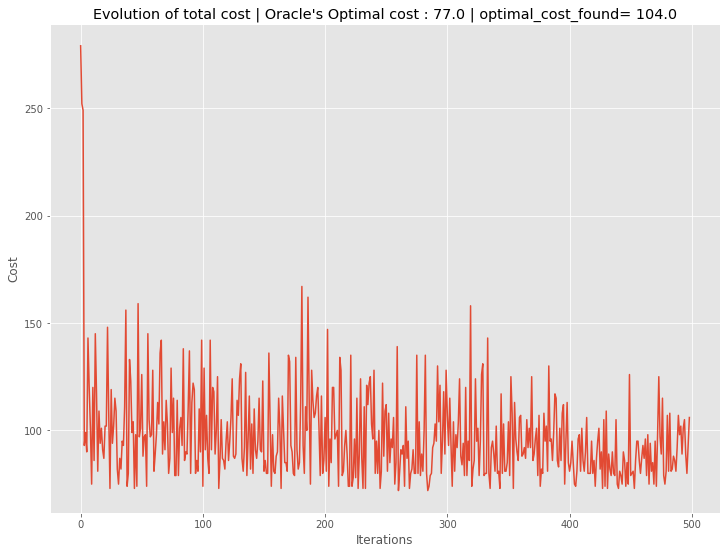 Evolution of total cost | Oracle's Optimal cost : 77.0 | optimal_cost_found= 104.0
250
200
150
100
Cost
0 100 200 300 400 500
Iterations